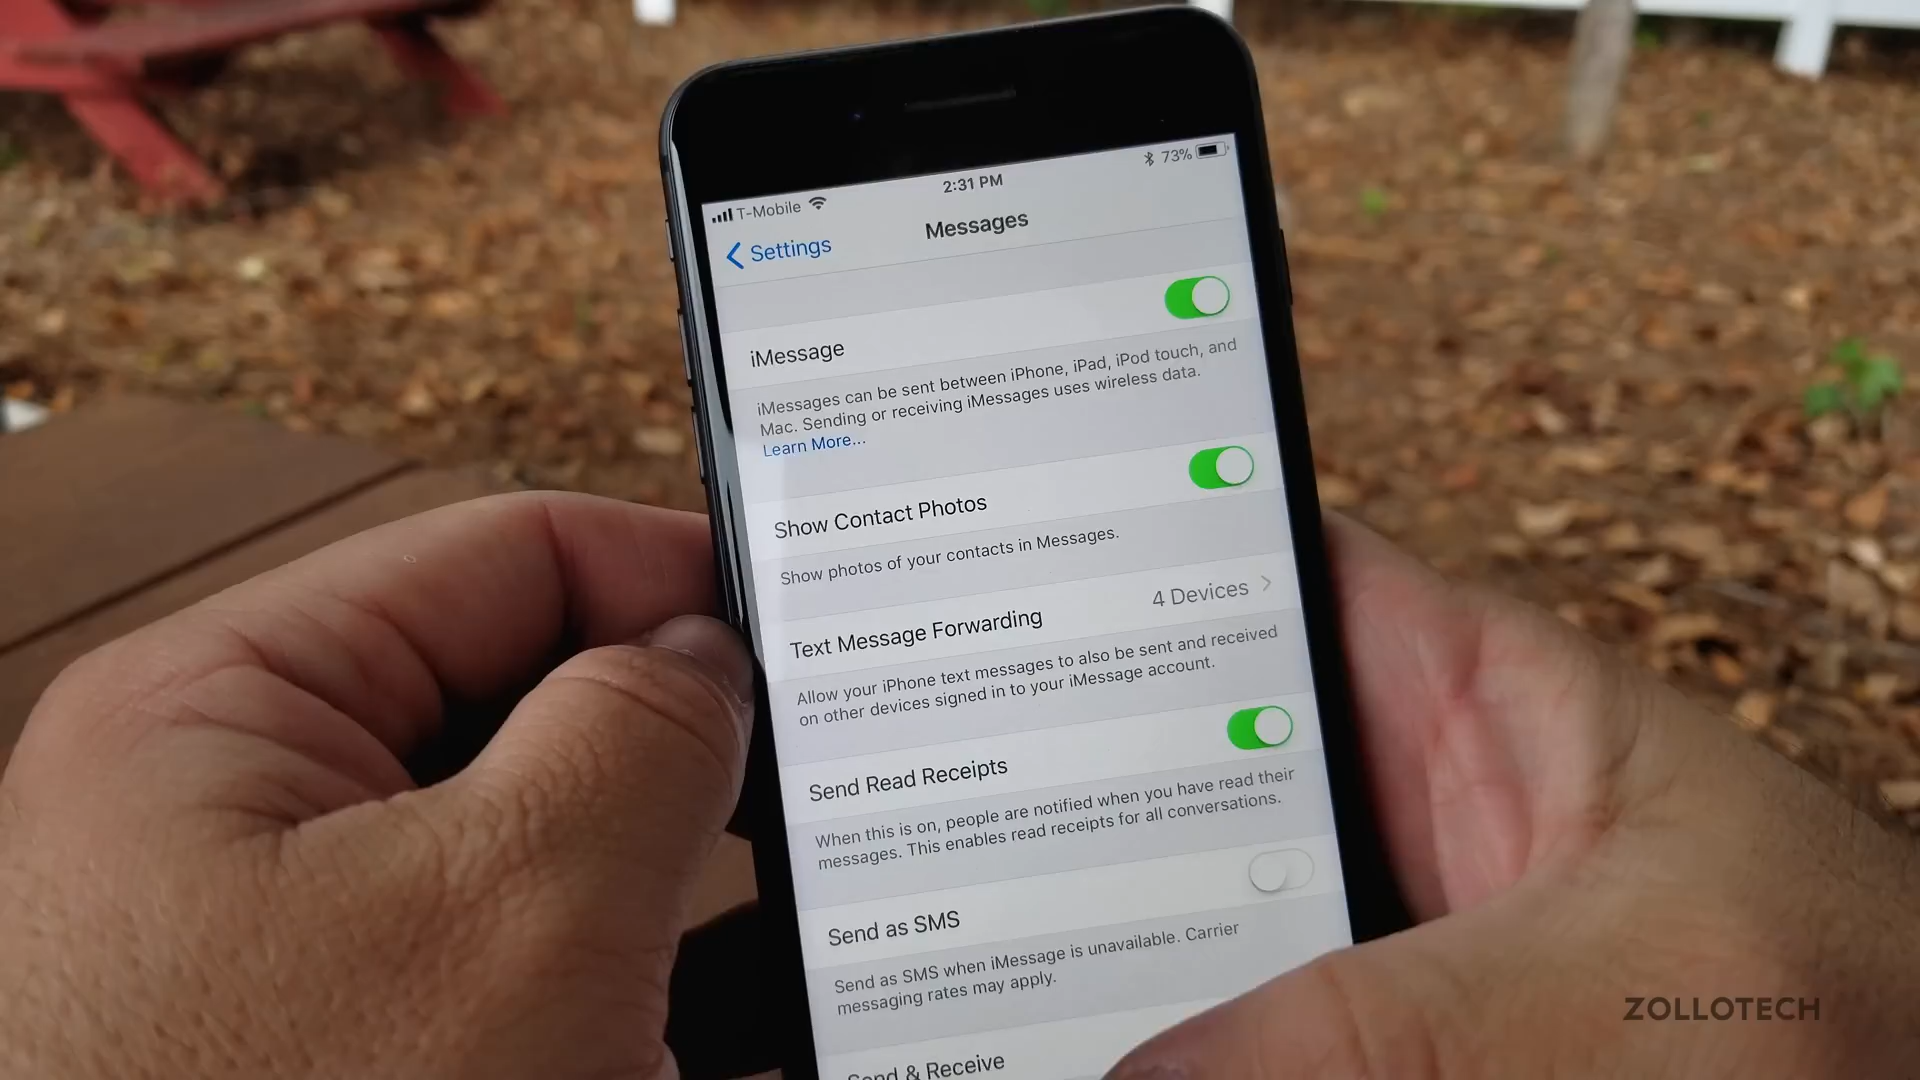 T-Mobile
2:31 PM
73%
Settings
Messages
iMessage
iMessages can be sent between iPhone, iPad, iPod touch, and
Mac. Sending or receiving iMessages uses wireless data.
Learn More...
Show Contact Photos
Show photos of your contacts in Messages.
Text Message Forwarding
4 Devices
Allow your iPhone text messages to also be sent and received
on other devices signed in to your iMessage account.
Send Read Receipts
When this is on, people are notified when you have read their
messages. This enables read receipts for all conversations.
Send as SMS
Send as SMS when iMessage is unavailable. Carrier
messaging rates may apply.
Send & Receive
ZOLLOTECH